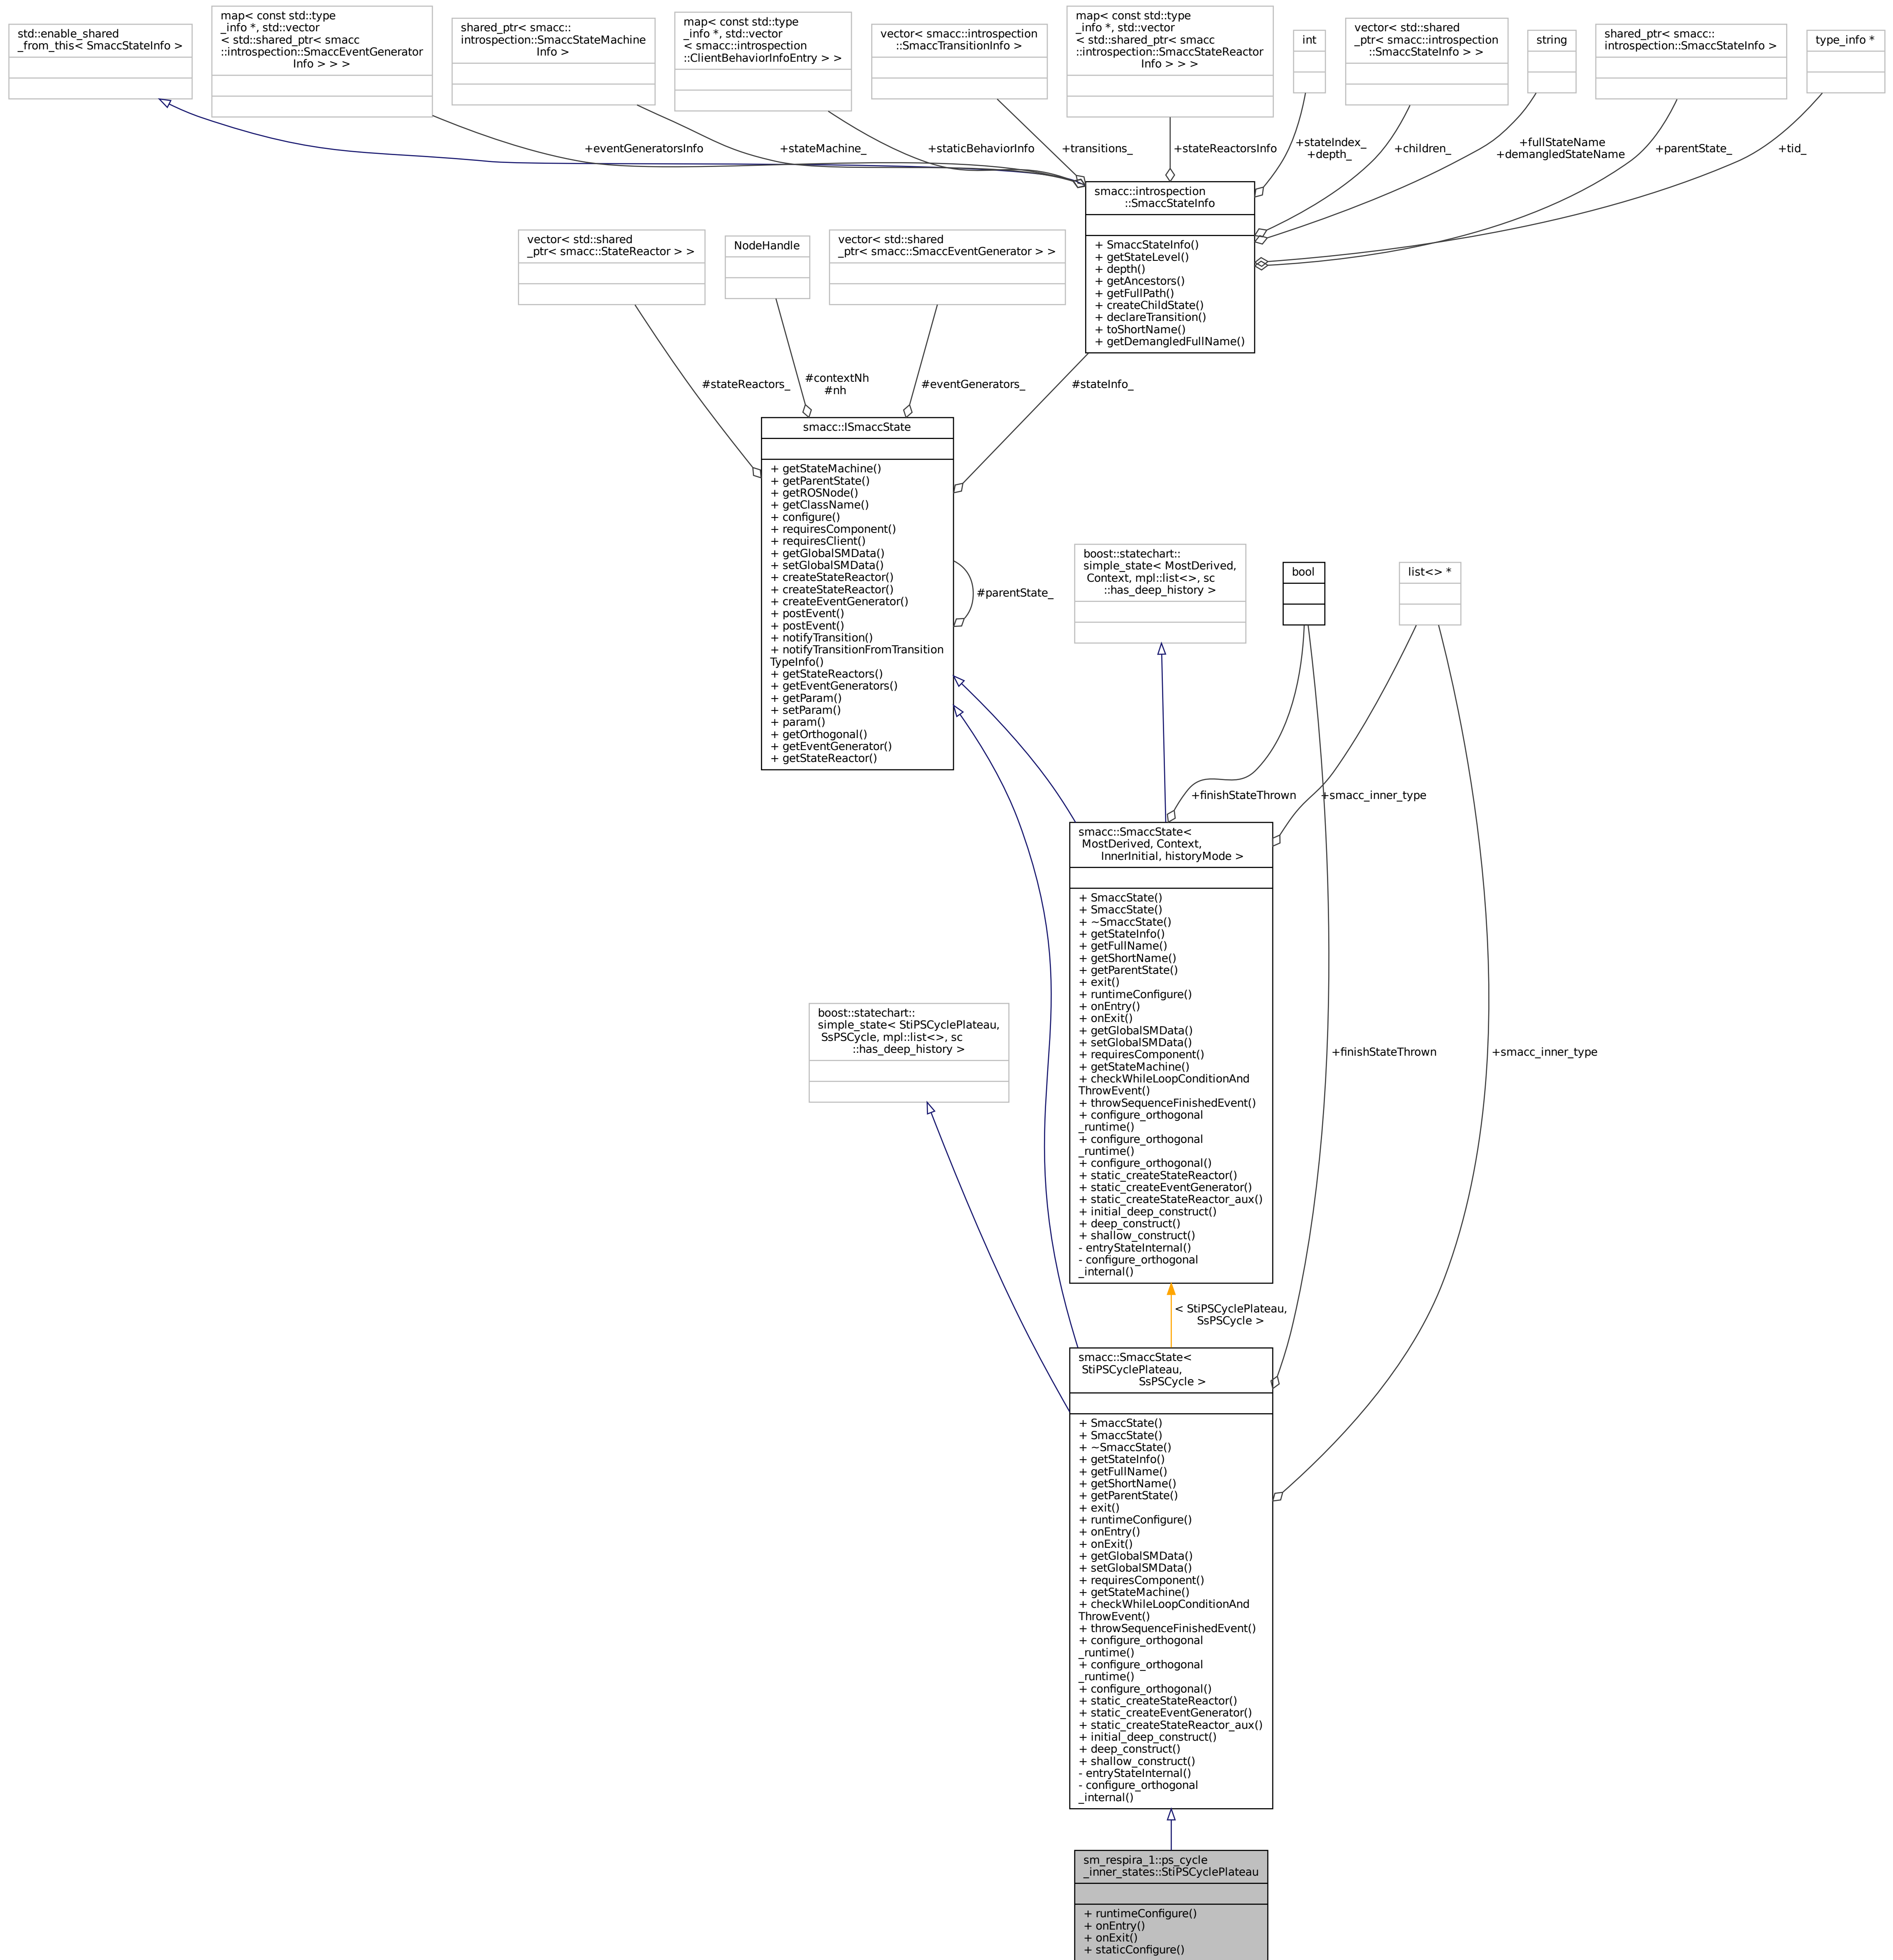 std::enable_shared
_from_this< SmaccStateInfo >
map< const std::type
_info *, std::vector
< std::shared_ptr< smacc
::introspection::SmaccEventGenerator
Info > > >
shared_ptr< smacc::
introspection::SmaccStateMachine
Info >
map< const std::type
_info *, std::vector
< smacc::introspection
::ClientBehaviorInfoEntry > >
vector< smacc::introspection
::SmaccTransitionInfo >
map< const std::type
_info *, std::vector
< std::shared_ptr< smacc
::introspection::SmaccStateReactor
Info > > >
int
vector< std::shared
_ptr< smacc::introspection
::SmaccStateInfo > >
string
shared_ptr< smacc::
introspection::SmaccStateInfo >
type_info *
+eventGeneratorsInfo
+stateMachine_
+staticBehaviorInfo
+transitions_
+stateReactorsInfo
+stateIndex_
+depth_
+children_
+fullStateName
+demangledStateName
+parentState_
+tid_
smacc::introspection
::SmaccStateInfo
+ SmaccStateInfo()
+ getStateLevel()
+ depth()
+ getAncestors()
+ getFullPath()
+ createChildState()
+ declareTransition()
+ toShortName()
+ getDemangledFullName()
vector< std::shared
_ptr< smacc::StateReactor > >
NodeHandle
vector< std::shared
_ptr< smacc::SmaccEventGenerator > >
#stateReactors_
#contextNh
#nh
#eventGenerators_
#stateInfo_
smacc::ISmaccState
+ getStateMachine()
+ getParentState()
+ getROSNode()
+ getClassName()
+ configure()
+ requiresComponent()
+ requiresClient()
+ getGlobalSMData()
+ setGlobalSMData()
+ createStateReactor()
+ createStateReactor()
+ createEventGenerator()
+ postEvent()
+ postEvent()
+ notifyTransition()
+ notifyTransitionFromTransition
TypeInfo()
+ getStateReactors()
+ getEventGenerators()
+ getParam()
+ setParam()
+ param()
+ getOrthogonal()
+ getEventGenerator()
+ getStateReactor()
#parentState_
boost::statechart::
simple_state< MostDerived,
Context, mpl::list<>, sc
::has_deep_history >
bool
list<> *
+finishStateThrown
+smacc_inner_type
smacc::SmaccState<
MostDerived, Context,
InnerInitial, historyMode >
+ SmaccState()
+ SmaccState()
+ ~SmaccState()
+ getStateInfo()
+ getFullName()
+ getShortName()
+ getParentState()
+ exit()
+ runtimeConfigure()
+ onEntry()
+ onExit()
+ getGlobalSMData()
+ setGlobalSMData()
+ requiresComponent()
+ getStateMachine()
+ checkWhileLoopConditionAnd
ThrowEvent()
+ throwSequenceFinishedEvent()
+ configure_orthogonal
_runtime()
+ configure_orthogonal
_runtime()
+ configure_orthogonal()
+ static_createStateReactor()
+ static_createEventGenerator()
+ static_createStateReactor_aux()
+ initial_deep_construct()
+ deep_construct()
+ shallow_construct()
- entryStateInternal()
- configure_orthogonal
_internal()
boost::statechart::
simple_state< StiPSCyclePlateau,
SsPSCycle, mpl::list<>, sc
::has_deep_history >
+finishStateThrown
+smacc_inner_type
< StiPSCyclePlateau,
SsPSCycle >
smacc::SmaccState<
StiPSCyclePlateau,
SsPSCycle >
+ SmaccState()
+ SmaccState()
+ ~SmaccState()
+ getStateInfo()
+ getFullName()
+ getShortName()
+ getParentState()
+ exit()
+ runtimeConfigure()
+ onEntry()
+ onExit()
+ getGlobalSMData()
+ setGlobalSMData()
+ requiresComponent()
+ getStateMachine()
+ checkWhileLoopConditionAnd
ThrowEvent()
+ throwSequenceFinishedEvent()
+ configure_orthogonal
_runtime()
+ configure_orthogonal
_runtime()
+ configure_orthogonal()
+ static_createStateReactor()
+ static_createEventGenerator()
+ static_createStateReactor_aux()
+ initial_deep_construct()
+ deep_construct()
+ shallow_construct()
- entryStateInternal()
- configure_orthogonal
_internal()
sm_respira_1::ps_cycle
_inner_states::StiPSCyclePlateau
+ runtimeConfigure()
+ onEntry()
+ onExit()
+ staticConfigure()